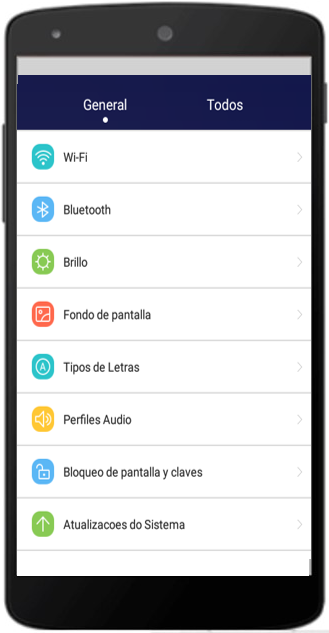 General Todos
Wi-Fi
Bluetooth
Brillo
Fondo de pantalla
Tipos de Letras
Perfiles Audio
Bloqueo de pantalla y claves
Atualizacoes do Sistema